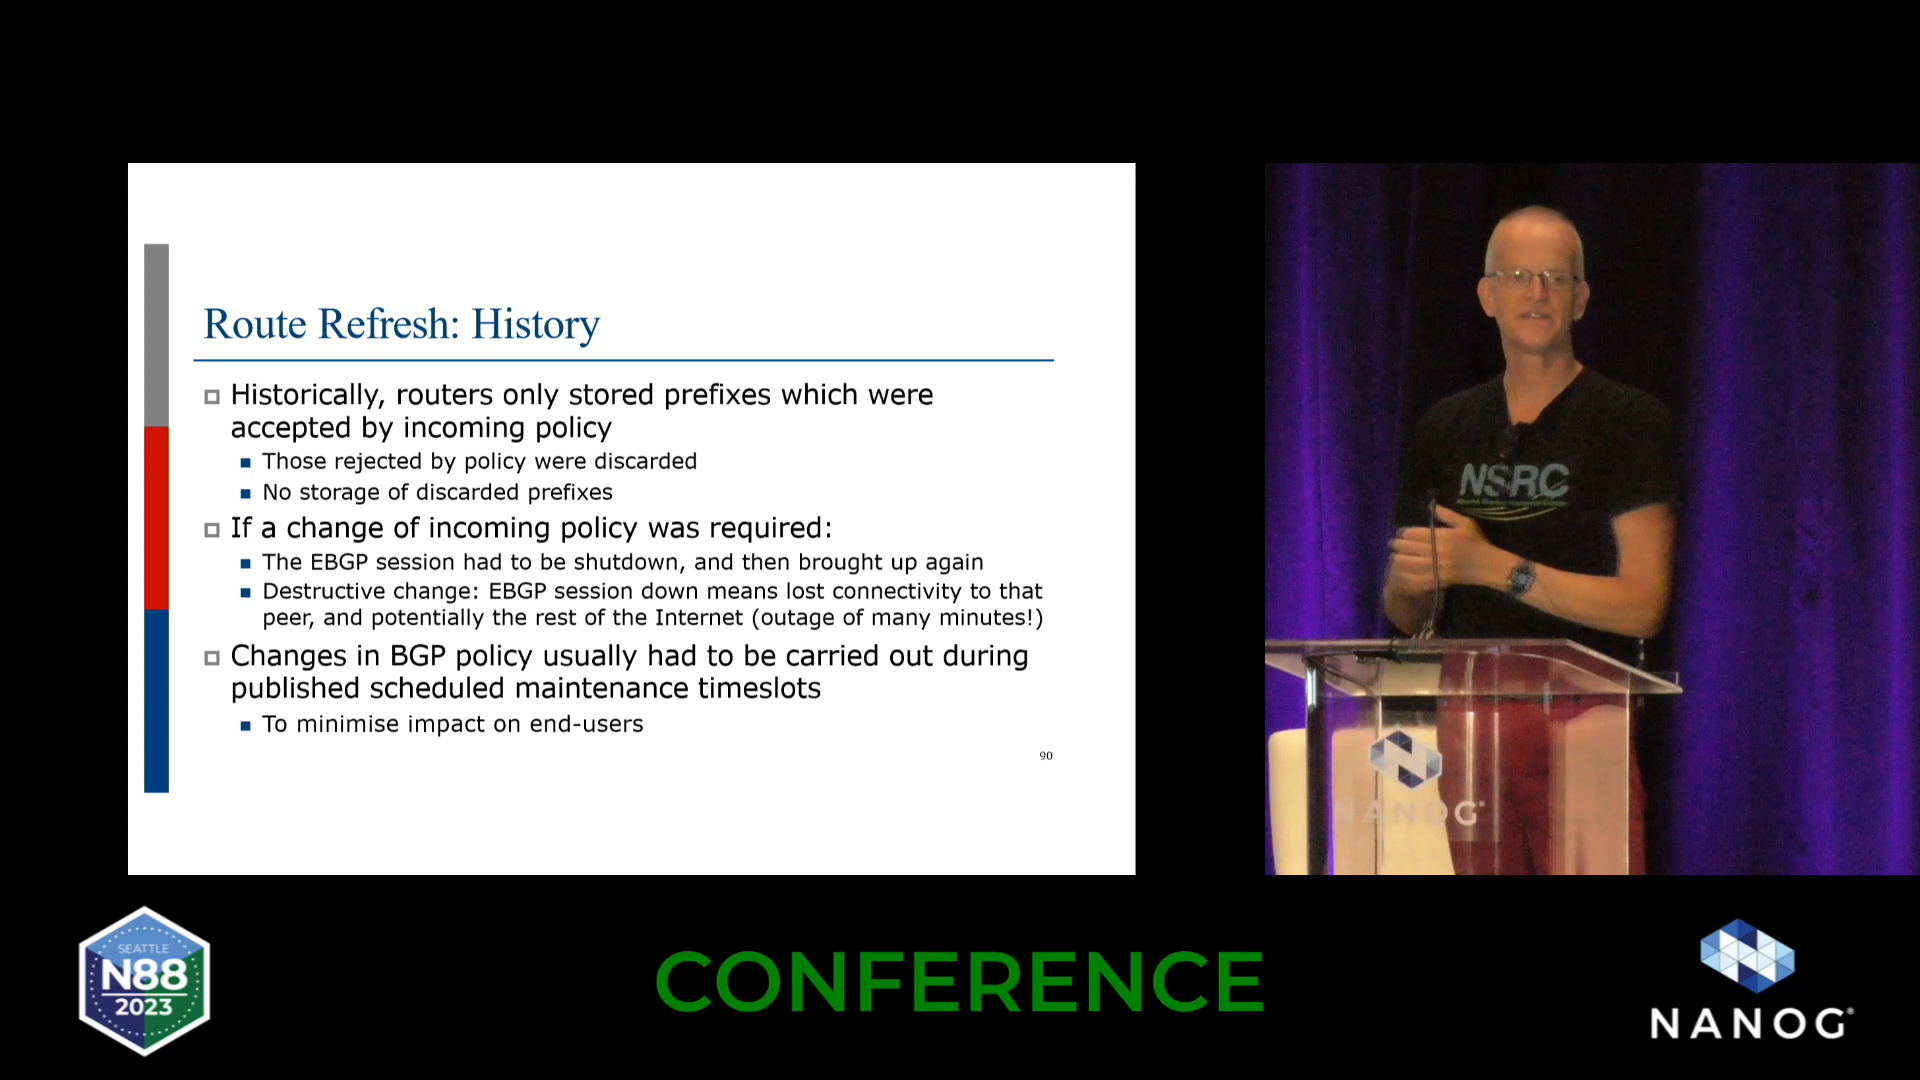 Route Refresh: History
Historically, routers only stored prefixes which were
accepted by incoming policy
Those rejected by policy were discarded
No storage of discarded prefixes
If a change of incoming policy was required:
The EBGP session had to be shutdown, and then brought up again
Destructive change: EBGP session down means lost connectivity to that
peer, and potentially the rest of the Internet (outage of many minutes!)
Changes in BGP policy usually had to be carried out during
published scheduled maintenance timeslots
To minimise impact on end-users
90
NSRC
NANOG
SEATTLE
N88
2023
CONFERENCE
NANOG®